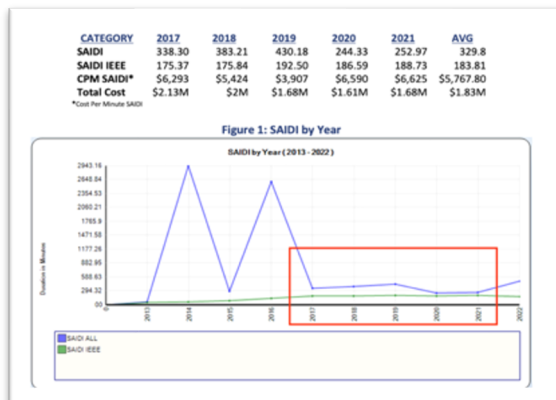 CATEGORY 2017 2018 2019 2020 2021 AVG
SAIDI 338.30 383.21 430.18 244.33 252.97 329.8
SAIDI IEEE 175.37 175.84 192.50 186.59 188.73 183.81
CPM SAIDI* $6,293 $5,424 $3,907 $6,590 $6,625 $5,767.80
Total Cost $2.13M $2M $1.68M $1.61M $1.68M $1.83M
*Cost Per Minute SAIDI
Figure 1: SAIDI by Year
SAIDI by Year ( 2013 - 2022 )
Duration in Minutes
2943.16
2648.84
2354.53
2060.21
1765.9
1471.58
1177.26
882.95
588.63
294.32
00
0 2013 2014 2015 2016 2017 2018 2019 2020 2021 2022
SAIDI ALL
SAIDI IEEE